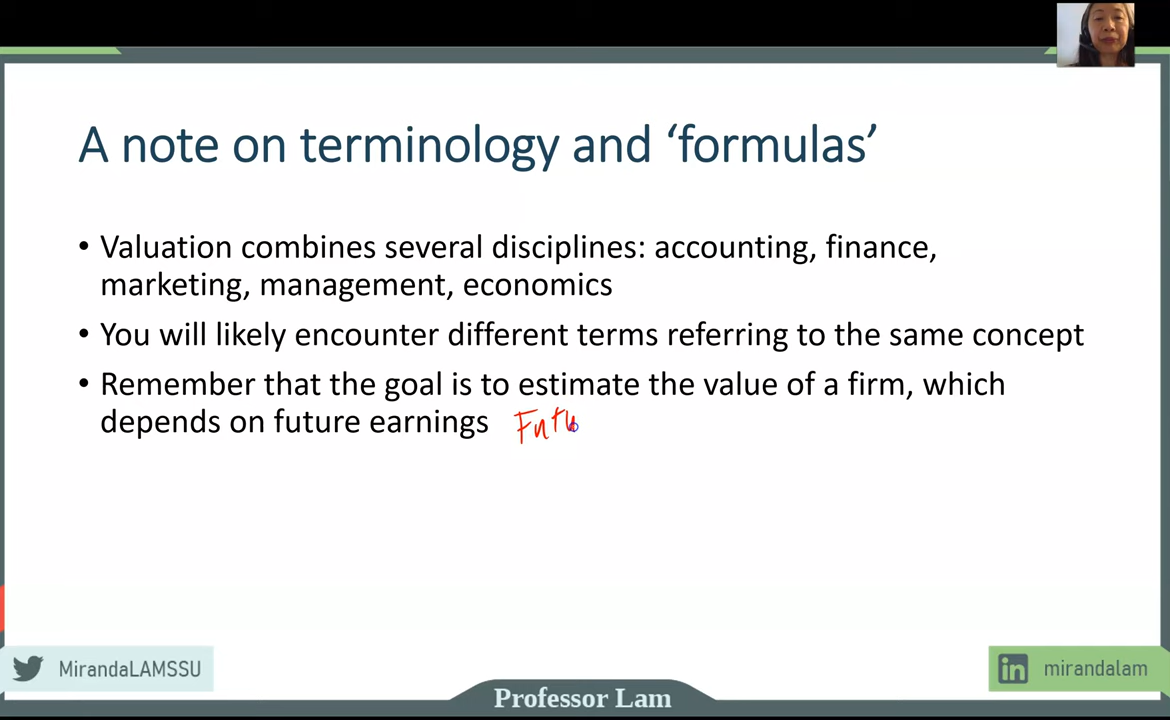 A note on terminology and ‘formulas’
• Valuation combines several disciplines: accounting, finance,
marketing, management, economics
• You will likely encounter different terms referring to the same concept
• Remember that the goal is to estimate the value of a firm, which
depends on future earnings Futu
MirandaLAMSSU
in mirandalam
Professor Lam